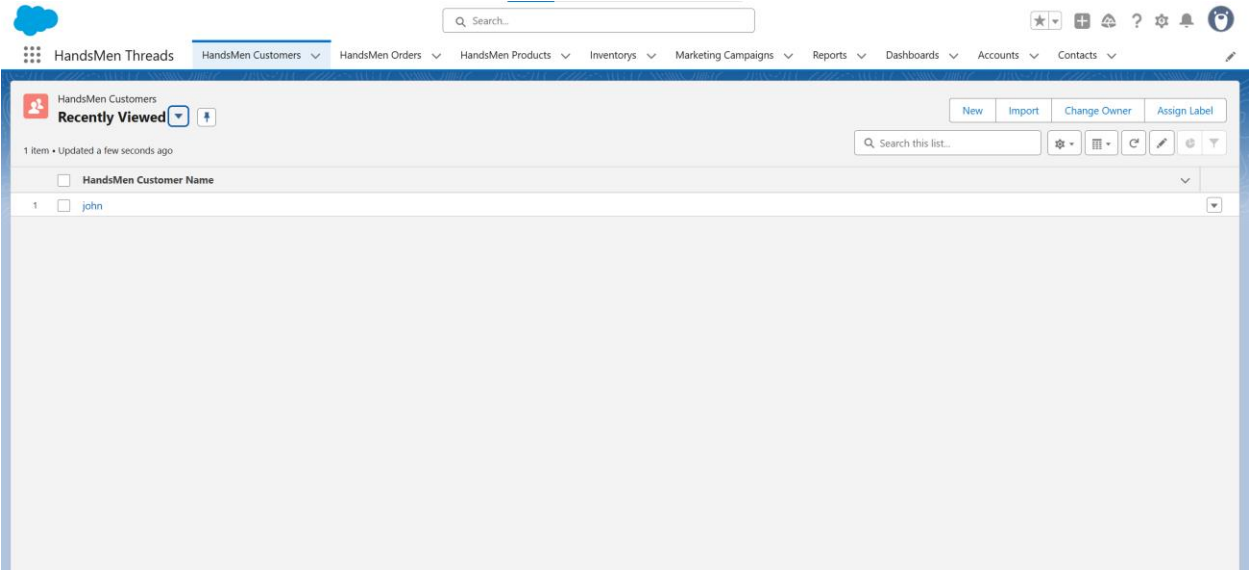 Search...
HandsMen Threads
HandsMen Customers
HandsMen Orders
HandsMen Products
Inventorys
Marketing Campaigns
Reports
Dashboards
Accounts
Contacts
HandsMen Customers
Recently Viewed
New
Import
Change Owner
Assign Label
1 item • Updated a few seconds ago
Search this list...
HandsMen Customer Name
1 john